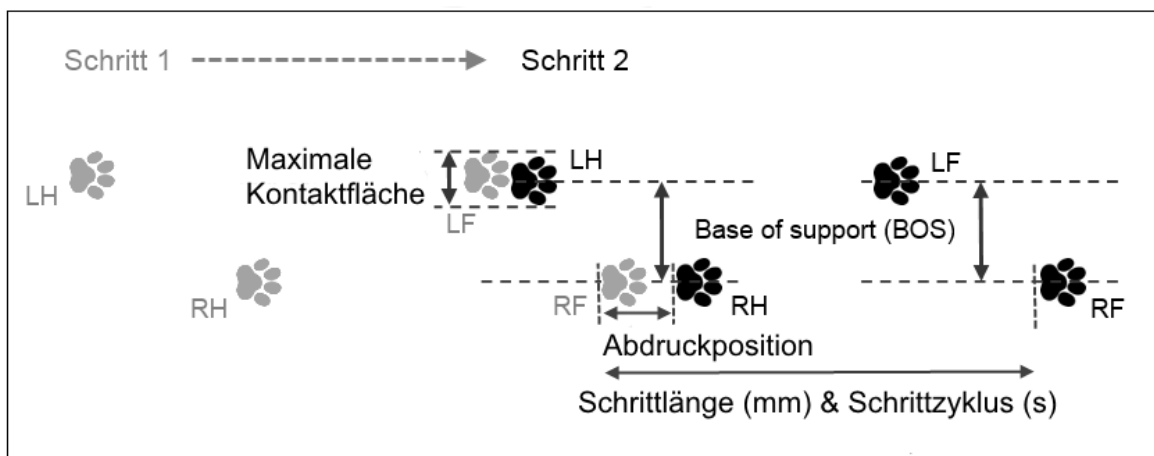 Schritt 1
Schritt 2
Maximale
Kontaktfläche
LH
LF
LH
LF
Base of support (BOS)
RH
RF
RH
RF
Abdruckposition
Schrittlänge (mm) & Schrittzyklus (s)